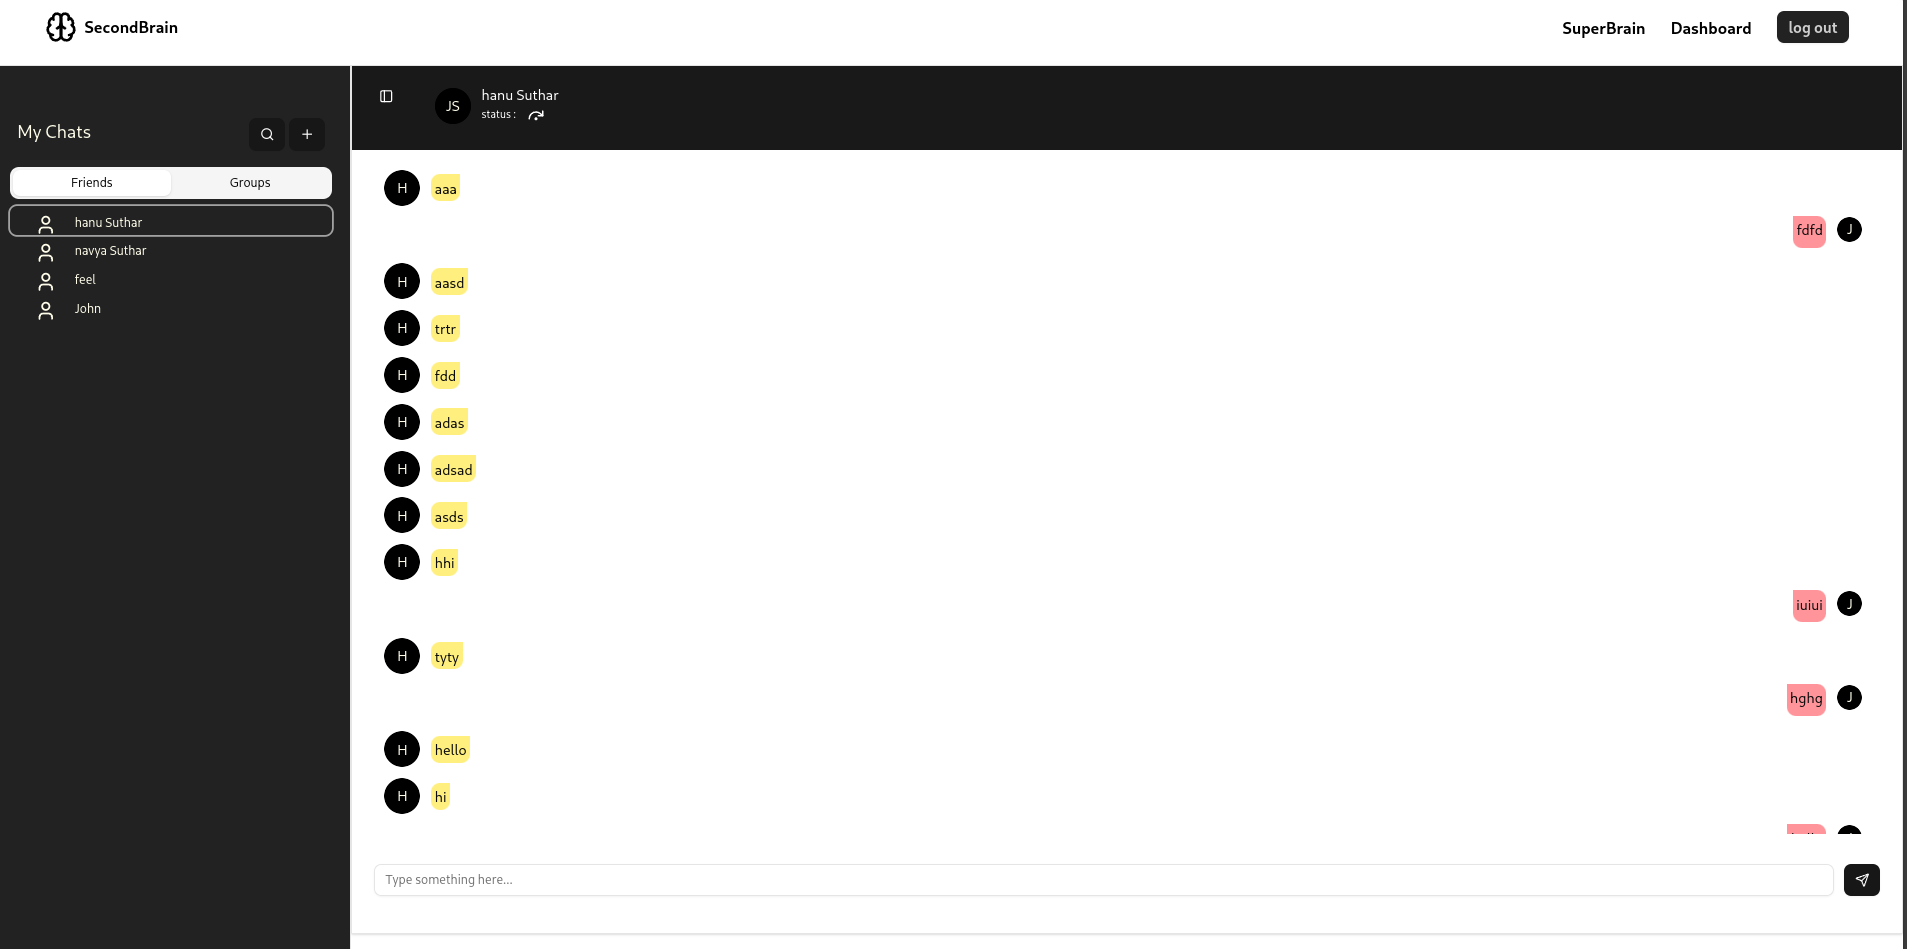 SecondBrain
SuperBrain Dashboard log out
My Chats
Friends Groups
hanu Suthar
navya Suthar
feel
John
JS hanu Suthar
status :
H aaa
fdfd J
H aasd
H trtr
H fdd
H adas
H adsad
H asds
H hhi
iuiui J
H tyty
hghg J
H hello
H hi
Type something here...